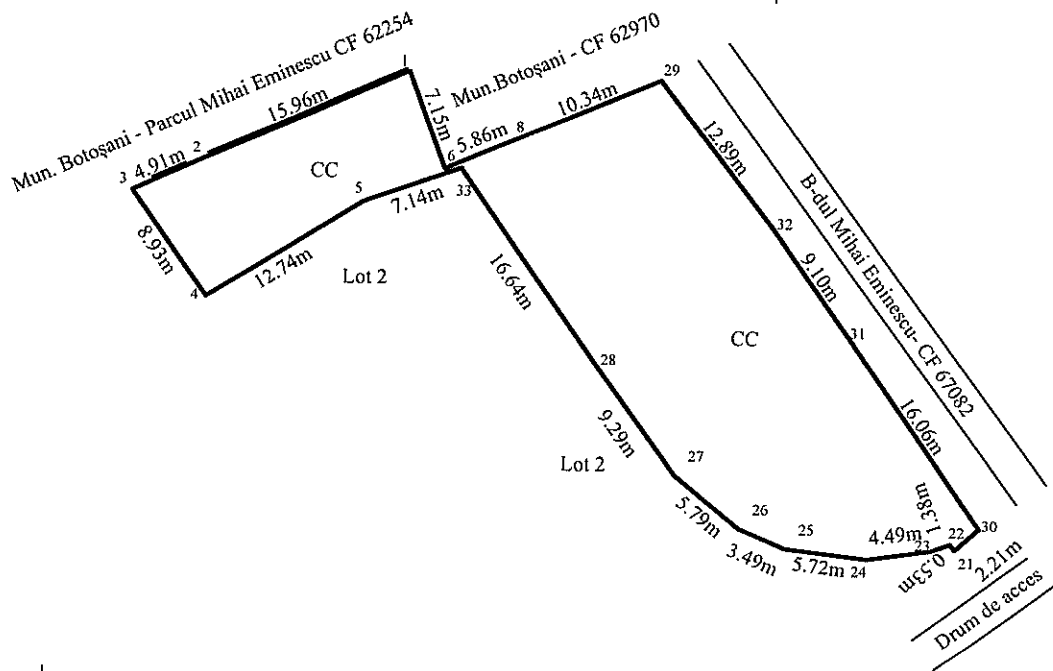 Mun. Botoşani - Parcul Mihai Eminescu CF 62254
Mun.Botoşani - CF 62970
1
29
15.96m
7.15m
10.34m
8
5.86m
6
2
4.91m
3
CC
5
33
7.14m
12.89m
B-dul Mihai Eminescu- CF 67082
32
8.93m
12.74m
4
Lot 2
16.64m
9.10m
31
CC
28
16.06m
9.29m
Lot 2
27
5.79m
26
3.49m
25
5.72m
24
4.49m
23
1.38m
22
30
0.53m
21
2.21m
Drum de acces